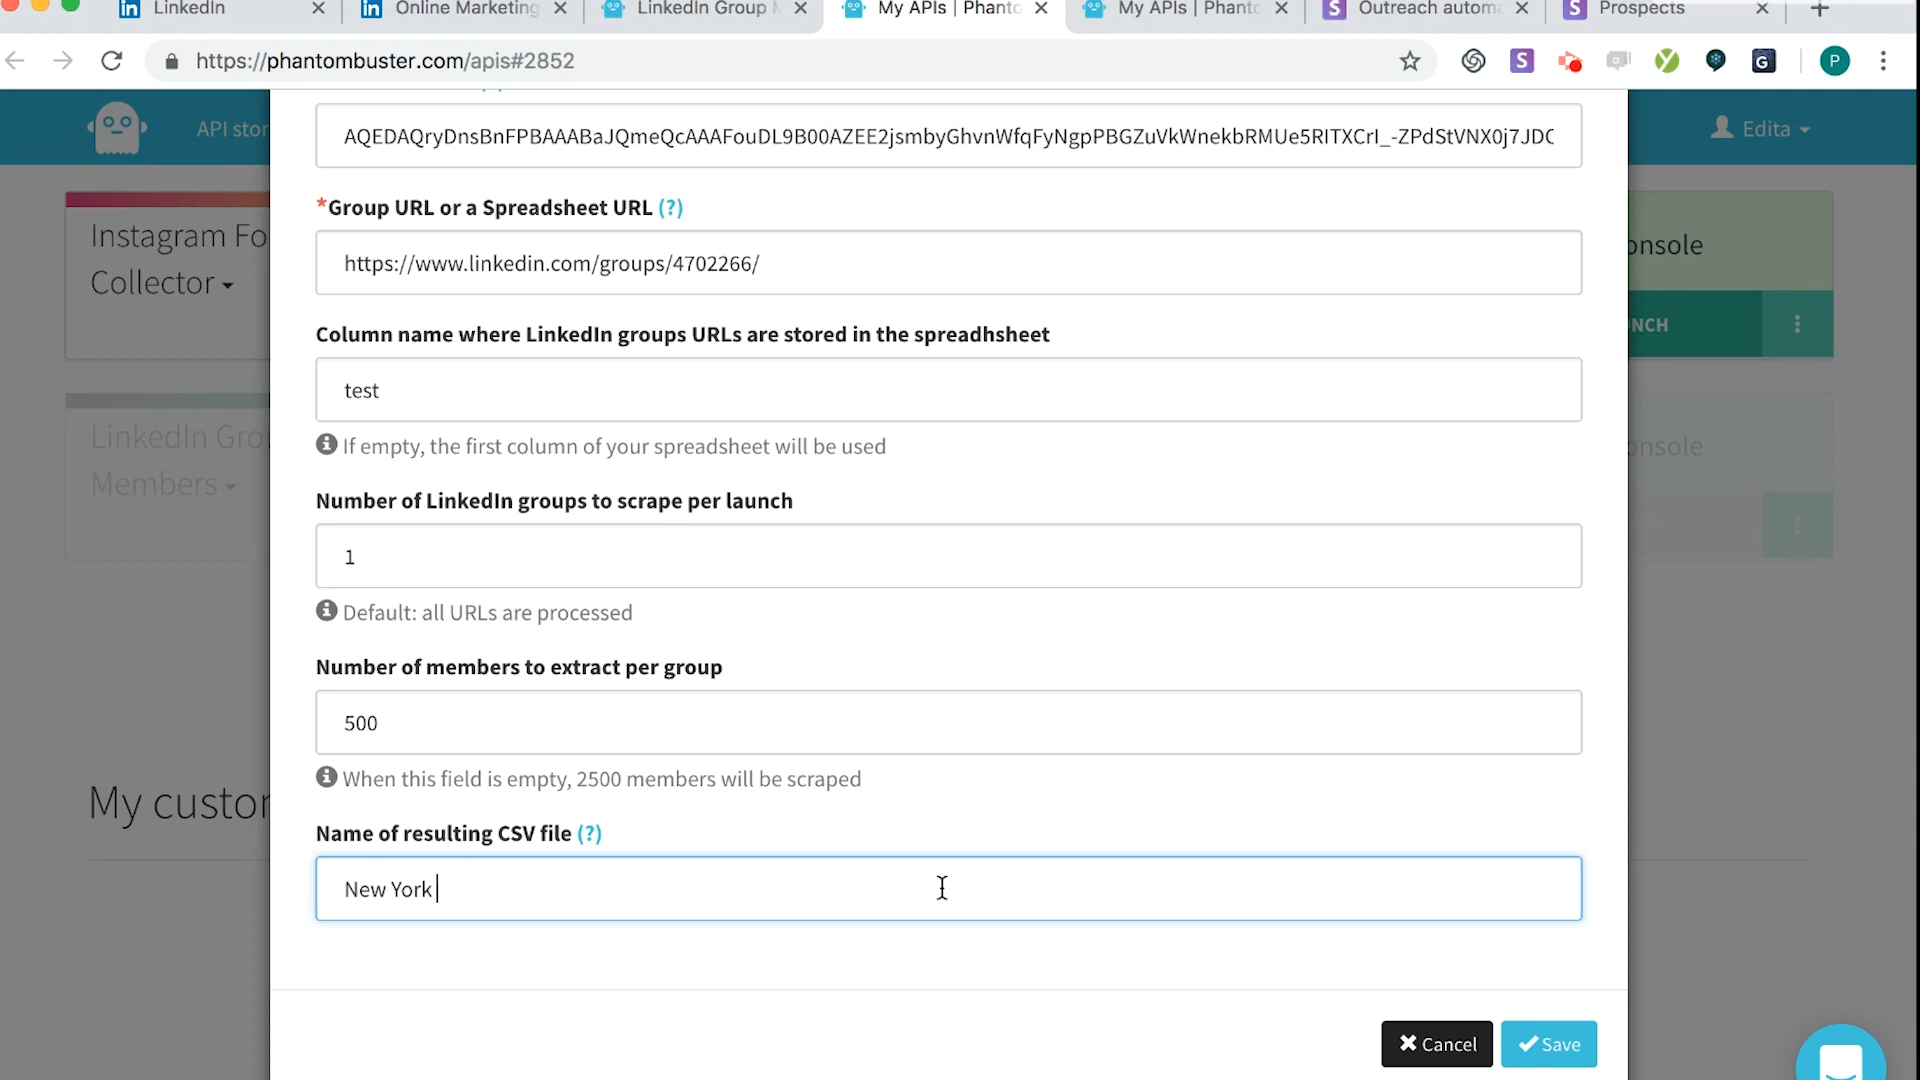 LinkedIn
Online Marketing
LinkedIn Group
My APIs | Phanto
My APIs | Phanto
Outreach autom
Prospects
https://phantombuster.com/apis#2852
API stor
Edita
AQEDAQryDnsBnFPBAAABaJQmeQcAAAFouDL9B00AZEE2jsmbyGhvnWfqFyNgpPBGZuVkWnekbRMUe5RITXCrI_-ZPdStVNX0j7JDC
*Group URL or a Spreadsheet URL (?)
https://www.linkedin.com/groups/4702266/
Column name where LinkedIn groups URLs are stored in the spreadhsheet
test
If empty, the first column of your spreadsheet will be used
Number of LinkedIn groups to scrape per launch
1
Default: all URLs are processed
Number of members to extract per group
500
When this field is empty, 2500 members will be scraped
Name of resulting CSV file (?)
New York
Cancel
Save
Instagram Fo
Collector
LinkedIn Gro
Members
onsole
NCH
onsole
My custor